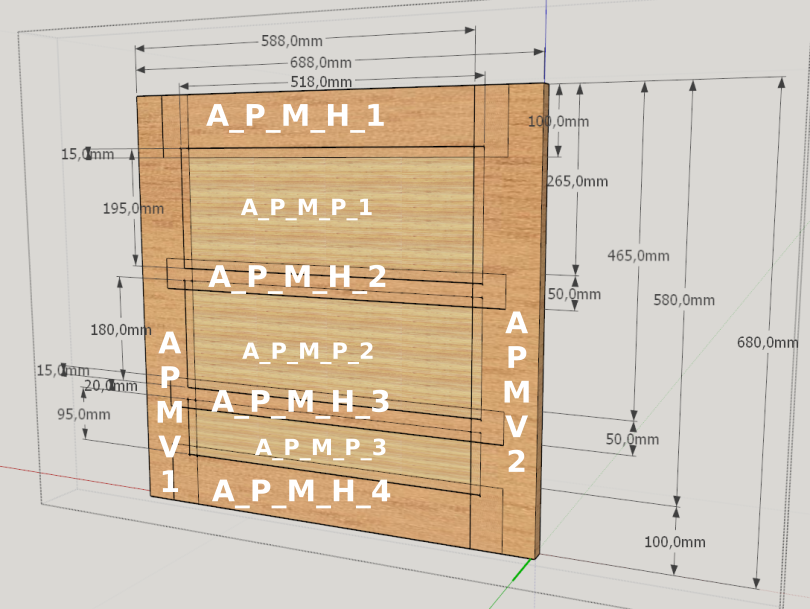 588,0mm
688,0mm
518,0mm
A_P_M_H_1
100,0mm
15,0mm
265,0mm
195,0mm
A_P_M_P_1
465,0mm
A_P_M_H_2
50,0mm
580,0mm
180,0mm
A_P_M_P_2
680,0mm
15,0mm
20,0mm
A_P_M_H_3
95,0mm
50,0mm
A_P_M_P_3
A_P_M_H_4
100,0mm
A
P
M
V
1
A
P
M
V
2